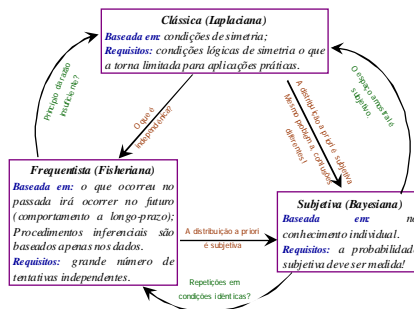 Clássica (Laplaciana)
Baseada em: condições de simetria;
Requisitos: condições lógicas de simetria o que
a torna limitada para aplicações práticas.
Princípio da razão
insuficiente?
O que é
independência?
A distribuição a priori é subjetiva
Mesmo problema, conclusões
diferentes!
O espaço amostral é
subjetivo.
Frequentista (Fisheriana)
Baseada em: o que ocorreu no
passada irá ocorrer no futuro
(comportamento a longo-prazo);
Procedimentos inferenciais são
baseados apenas nos dados.
Requisitos: grande número de
tentativas independentes.
A distribuição a priori
é subjetiva
Subjetiva (Bayesiana)
Baseada em: no
conhecimento individual.
Requisitos: a probabilidade
subjetiva deve ser medida!
Repetições em
condições idênticas?